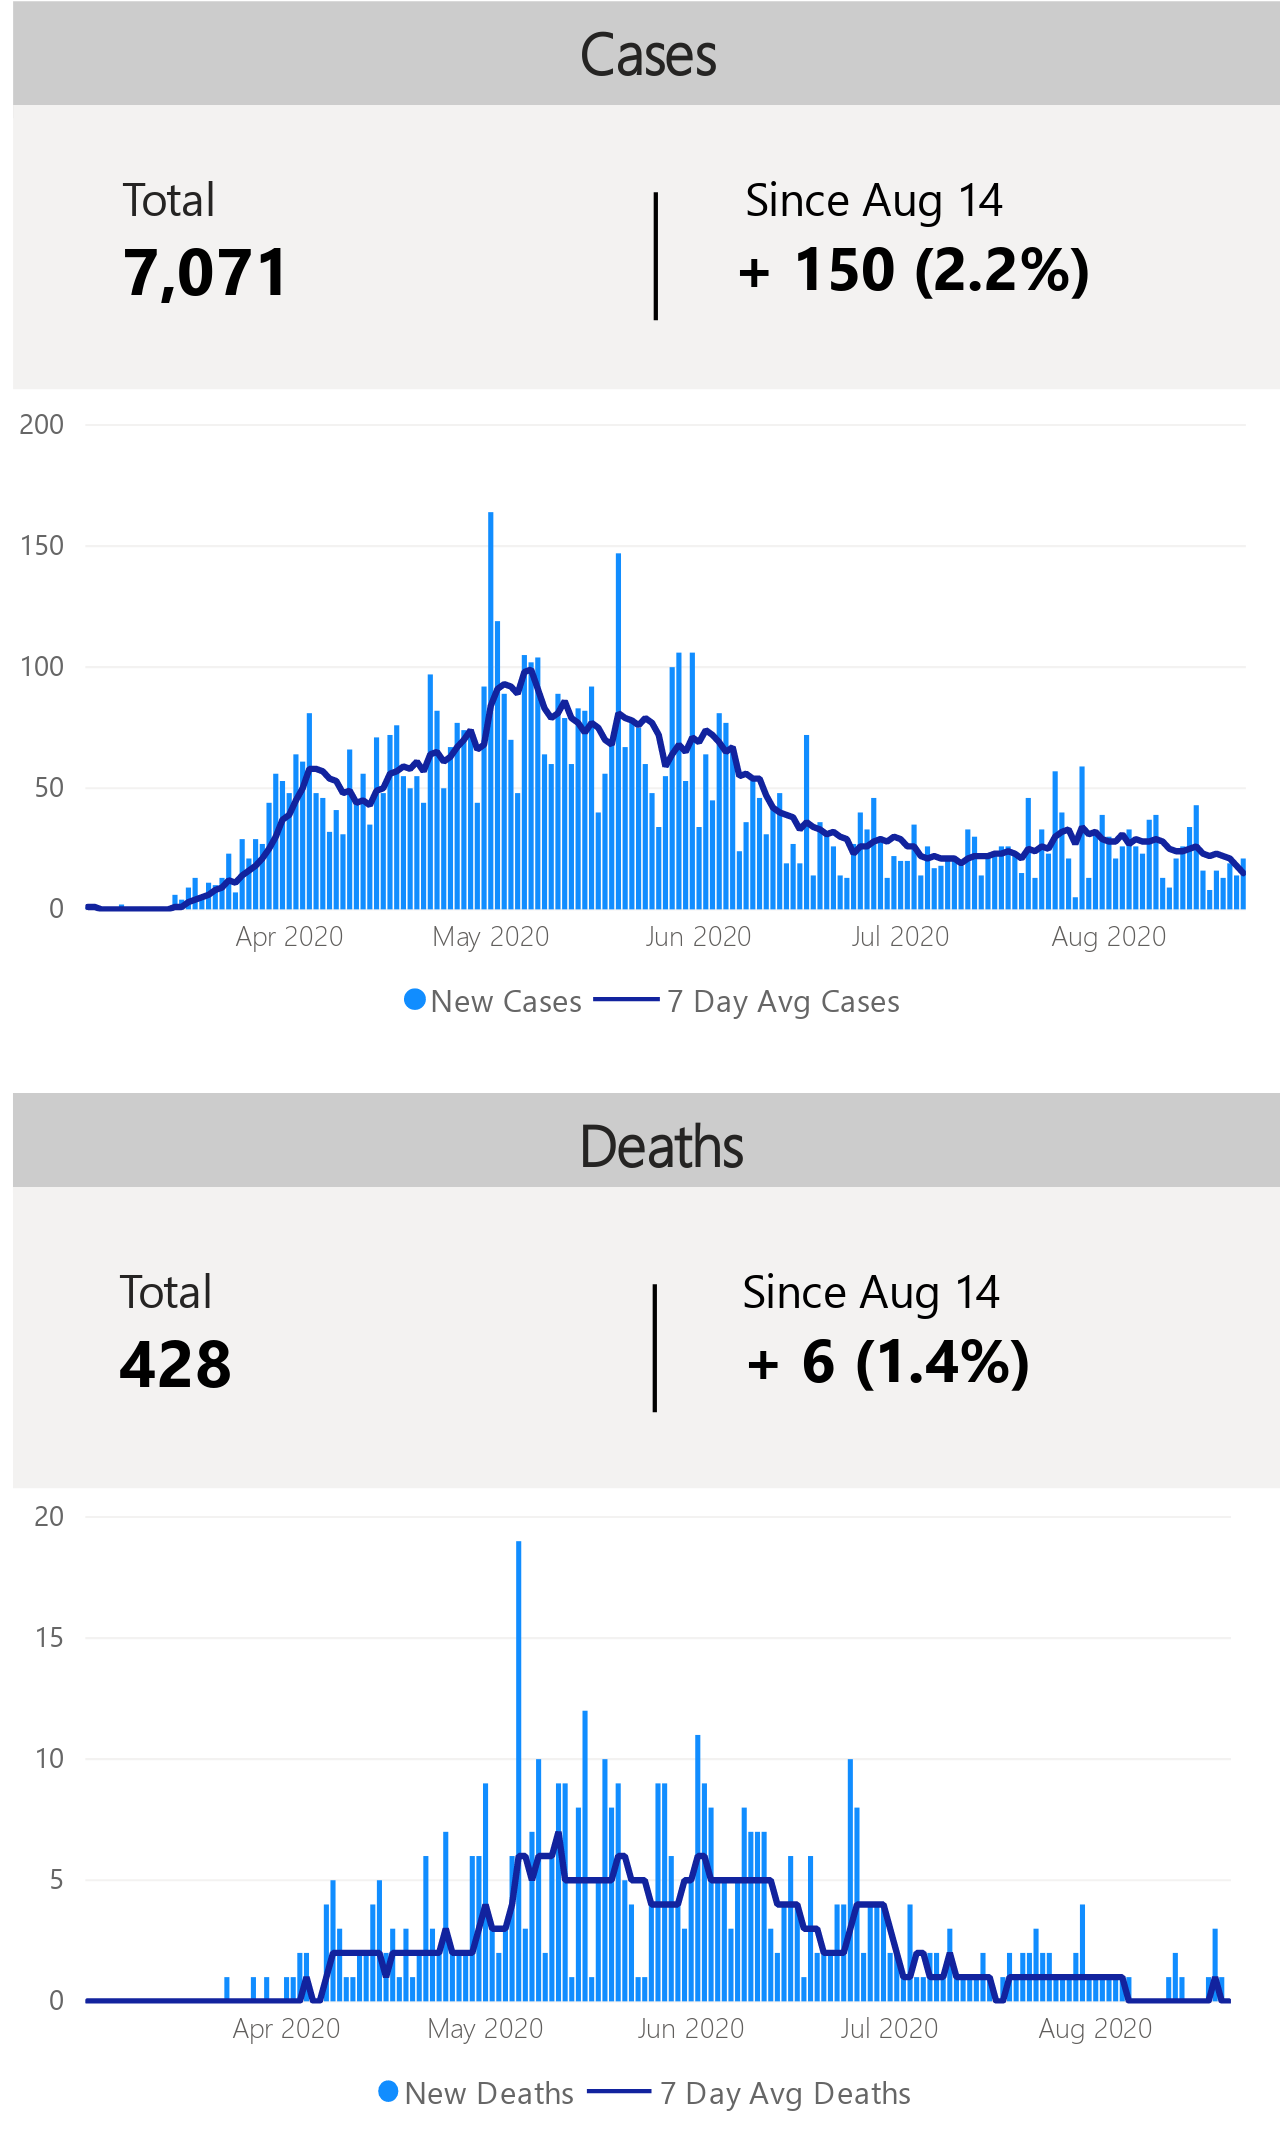 Cases
Total
Since Aug 14
7,071
+ 150 (2.2%)
200
150
100
50
0
Apr 2020
May 2020
Jun 2020
Jul 2020
Aug 2020
New Cases
7 Day Avg Cases
Deaths
Total
Since Aug 14
428
+ 6 (1.4%)
20
15
10
5
0
Apr 2020
May 2020
Jun 2020
Jul 2020
Aug 2020
New Deaths
7 Day Avg Deaths